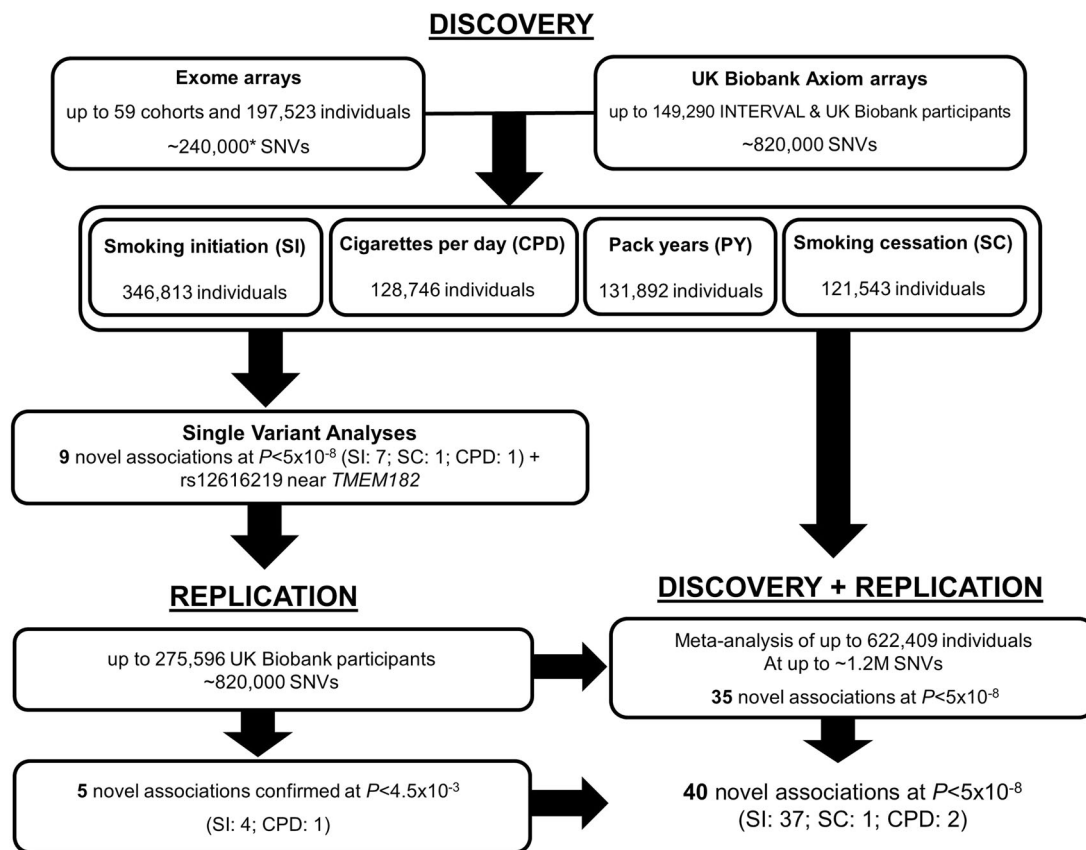 DISCOVERY
Exome arrays
up to 59 cohorts and 197,523 individuals
~240,000* SNVs
UK Biobank Axiom arrays
up to 149,290 INTERVAL & UK Biobank participants
~820,000 SNVs
Smoking initiation (SI)
346,813 individuals
Cigarettes per day (CPD)
128,746 individuals
Pack years (PY)
131,892 individuals
Smoking cessation (SC)
121,543 individuals
Single Variant Analyses
9 novel associations at P<5x10⁻⁸ (SI: 7; SC: 1; CPD: 1) +
rs12616219 near TMEM182
REPLICATION
up to 275,596 UK Biobank participants
~820,000 SNVs
5 novel associations confirmed at P<4.5x10⁻³
(SI: 4; CPD: 1)
DISCOVERY + REPLICATION
Meta-analysis of up to 622,409 individuals
At up to ~1.2M SNVs
35 novel associations at P<5x10⁻⁸
40 novel associations at P<5x10⁻⁸
(SI: 37; SC: 1; CPD: 2)